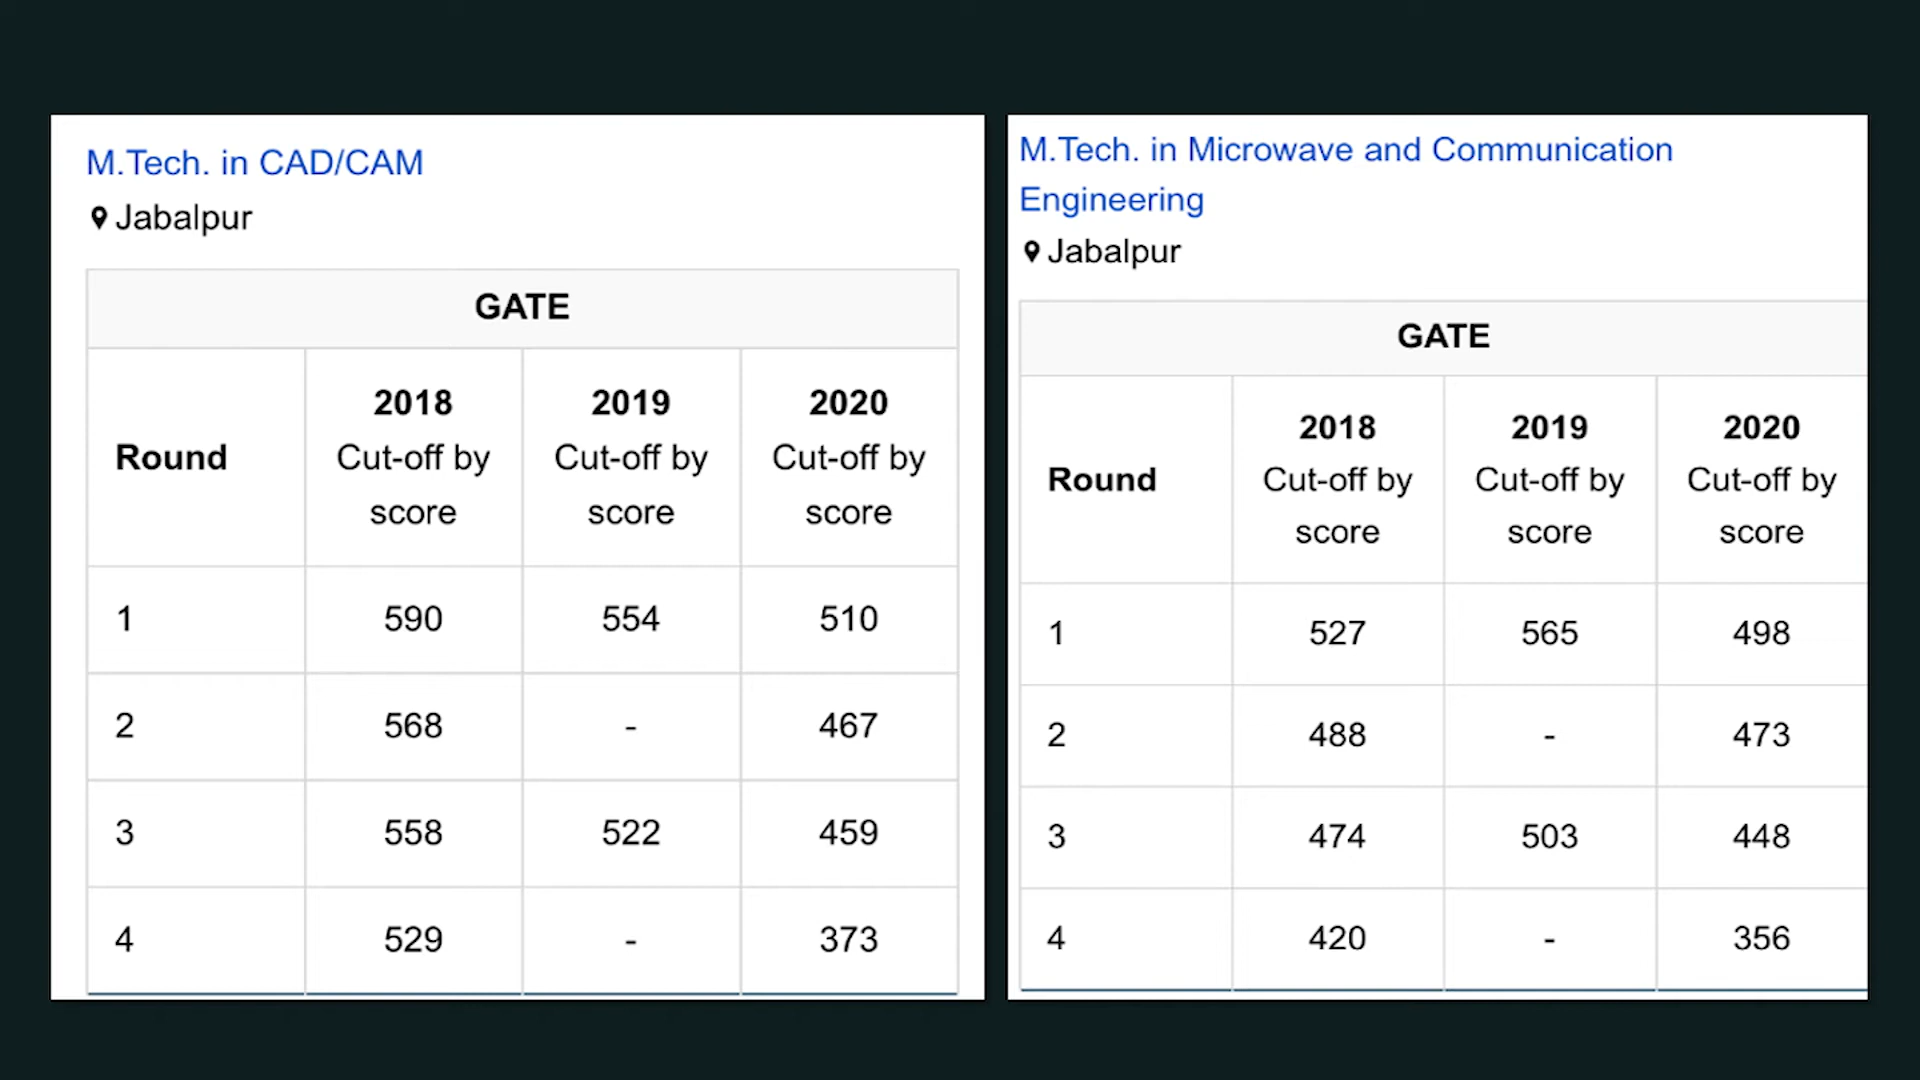 M.Tech. in CAD/CAM
Jabalpur
GATE
Round
2018 Cut-off by score
2019 Cut-off by score
2020 Cut-off by score
1 590 554 510
2 568 - 467
3 558 522 459
4 529 - 373
M.Tech. in Microwave and Communication
Engineering
Jabalpur
GATE
Round
2018 Cut-off by score
2019 Cut-off by score
2020 Cut-off by score
1 527 565 498
2 488 - 473
3 474 503 448
4 420 - 356